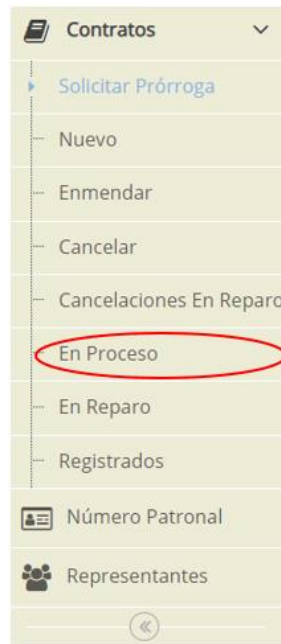 Contratos
Solicitar Prórroga
Nuevo
Enmendar
Cancelar
Cancelaciones En Reparo
En Proceso
En Reparo
Registrados
Número Patronal
Representantes